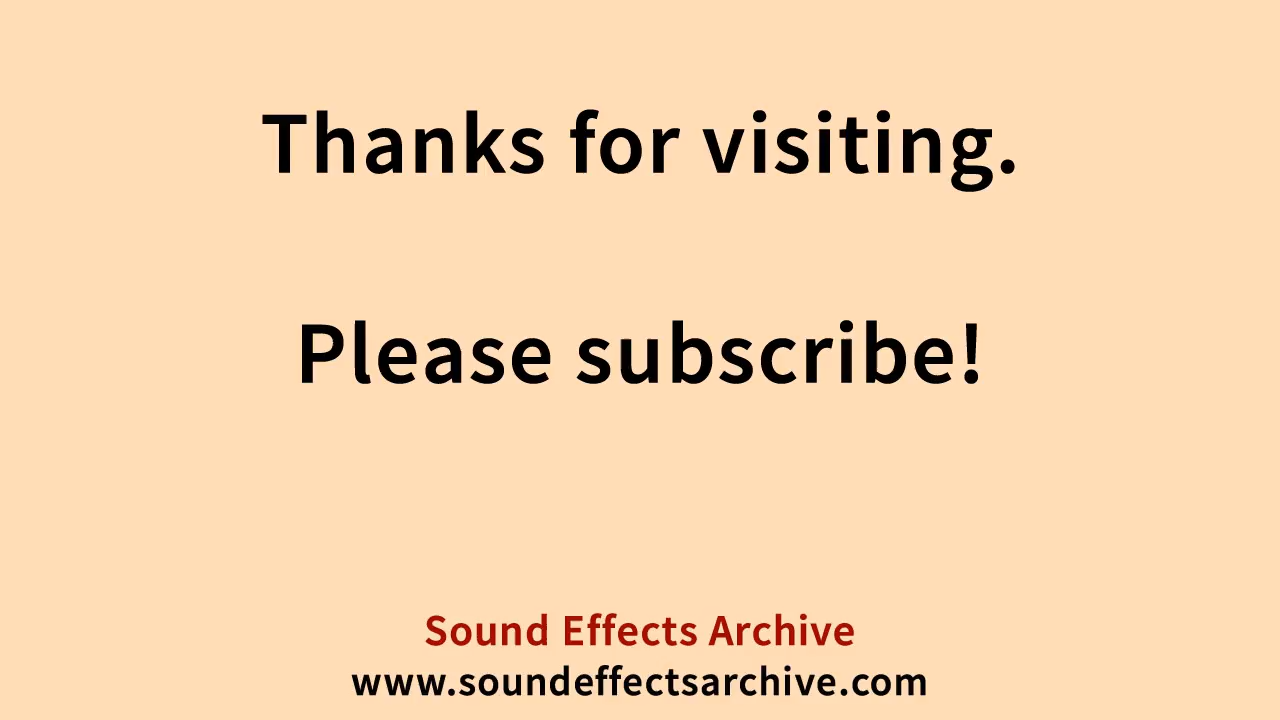 Thanks for visiting.
Please subscribe!
Sound Effects Archive
www.soundeffectsarchive.com